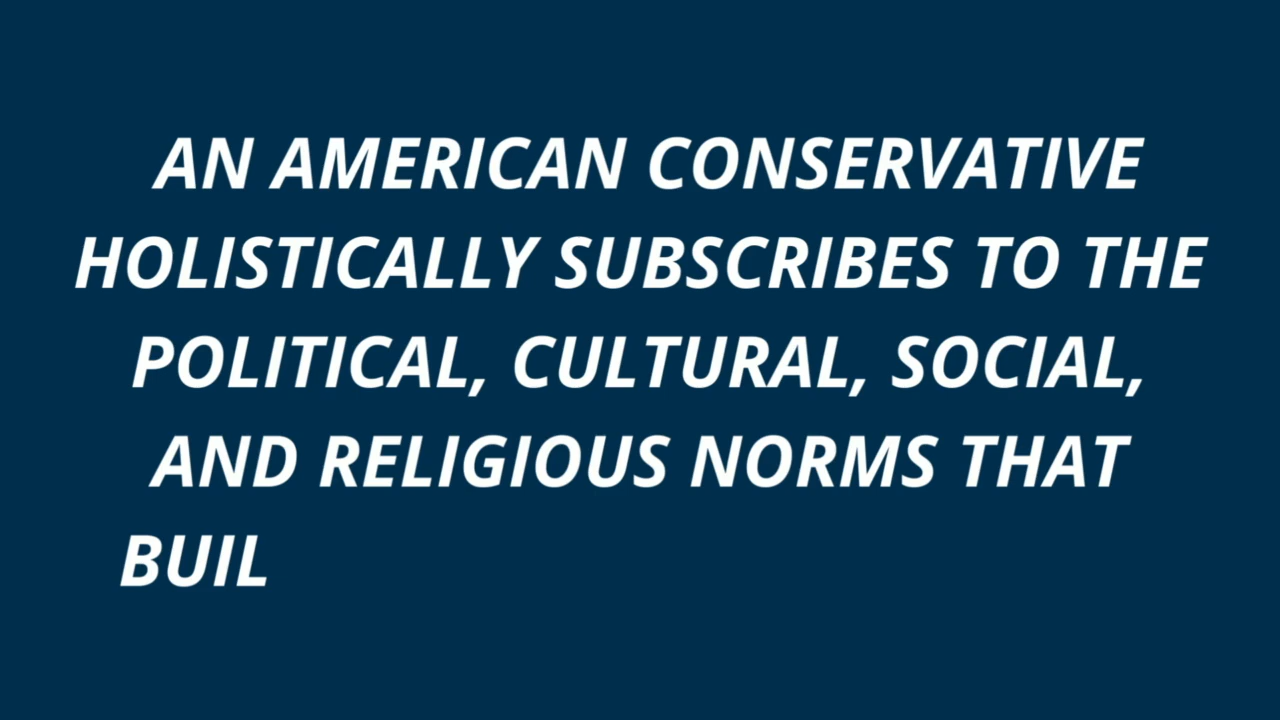 AN AMERICAN CONSERVATIVE
HOLISTICALLY SUBSCRIBES TO THE
POLITICAL, CULTURAL, SOCIAL,
AND RELIGIOUS NORMS THAT
BUIL